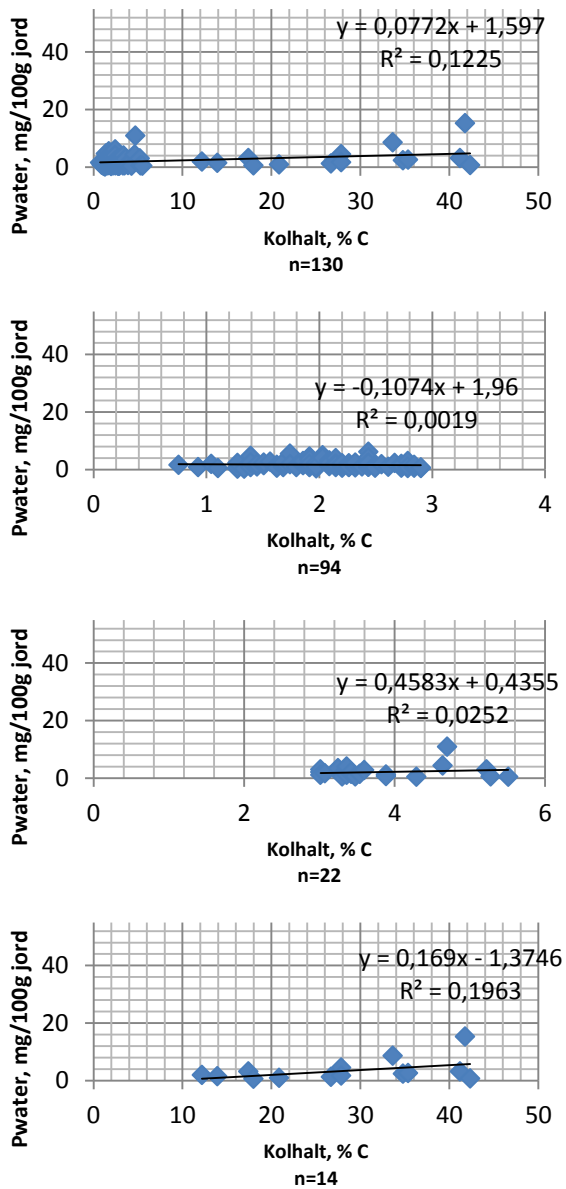 Pwater, mg/100g jord
y = 0,0772x + 1,597
R² = 0,1225
40
20
0
0 10 20 30 40 50
Kolhalt, % C
n=130
Pwater, mg/100g jord
y = -0,1074x + 1,96
R² = 0,0019
40
20
0
0 1 2 3 4
Kolhalt, % C
n=94
Pwater, mg/100g jord
y = 0,4583x + 0,4355
R² = 0,0252
40
20
0
0 2 4 6
Kolhalt, % C
n=22
Pwater, mg/100g jord
y = 0,169x - 1,3746
R² = 0,1963
40
20
0
0 10 20 30 40 50
Kolhalt, % C
n=14